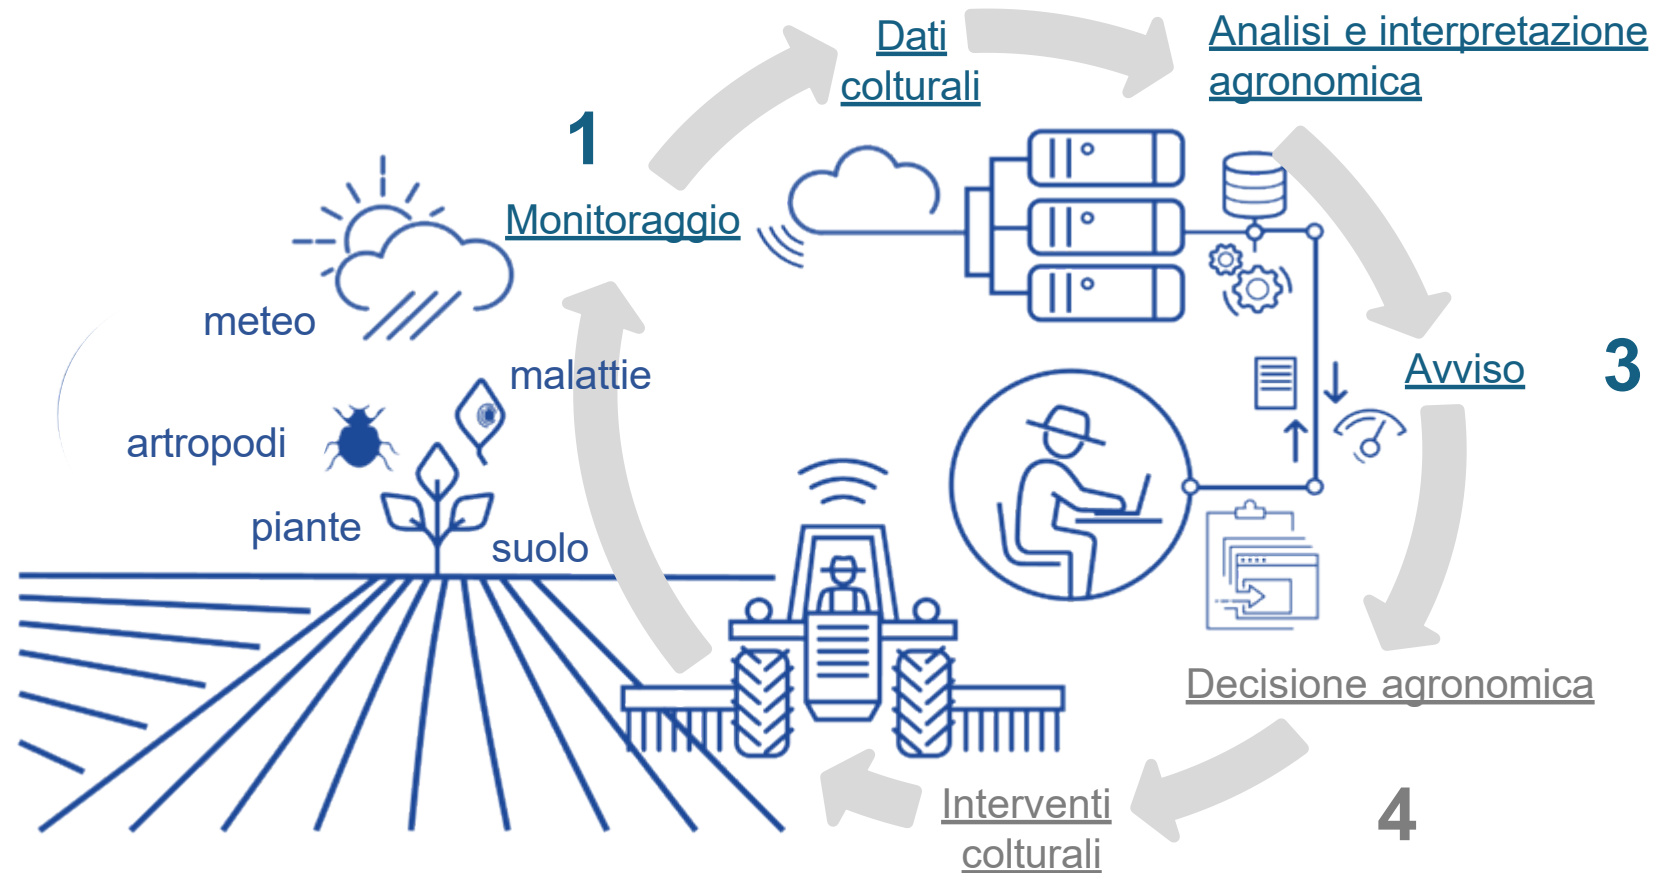 Dati
colturali
Analisi e interpretazione
agronomica
1
Monitoraggio
meteo
malattie
artropodi
piante
suolo
Avviso
3
Decisione agronomica
4
Interventi
colturali